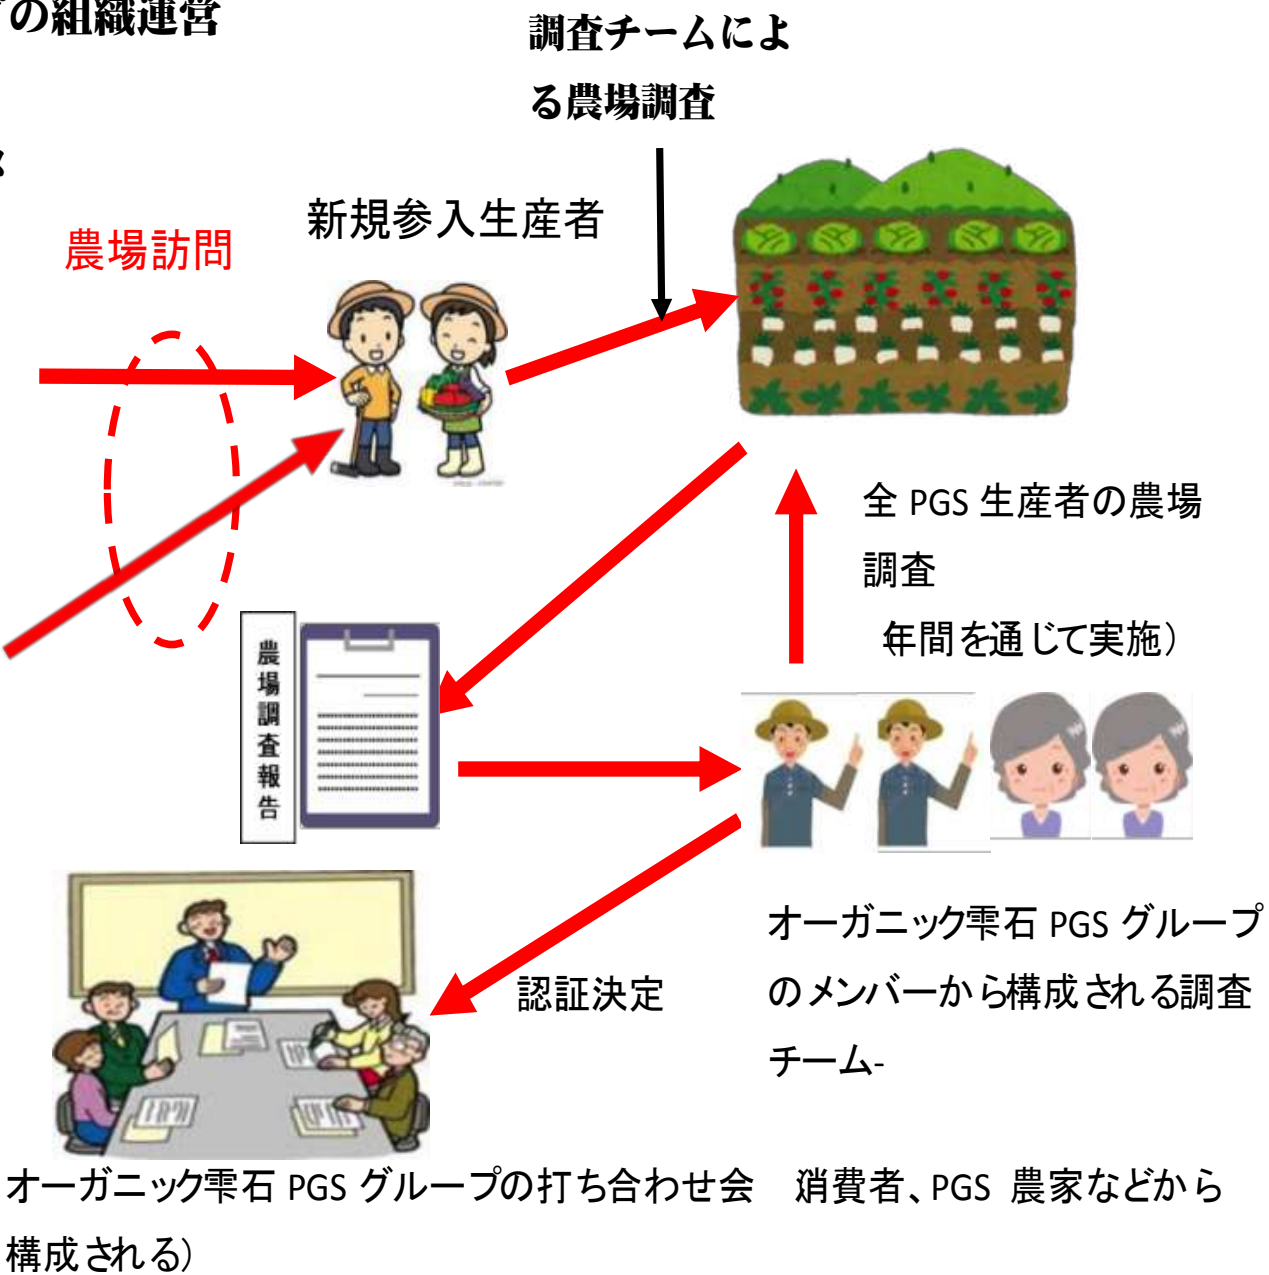 の組織運営
調査チームによ
る農場調査
新規参入生産者
農場訪問
全 PGS 生産者の農場
調査
年間を通じて実施）
農場調査報告
オーガニック雫石 PGS グループ
のメンバーから構成される調査
チーム-
認証決定
オーガニック雫石 PGS グループの打ち合わせ会　消費者、PGS 農家などから
構成される）